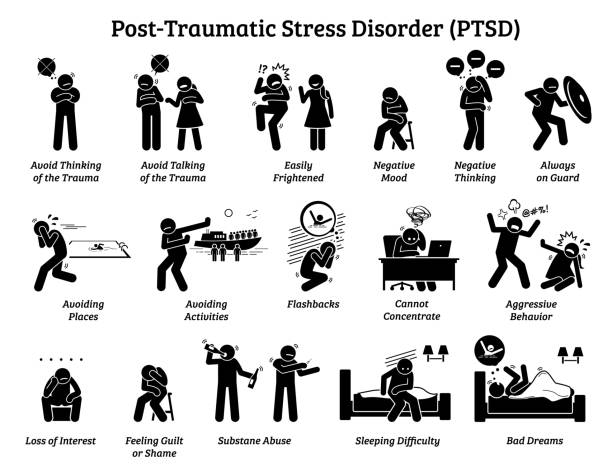 Post-Traumatic Stress Disorder (PTSD)
!?
Avoid Thinking
of the Trauma
Avoid Talking
of the Trauma
Easily
Frightened
Negative
Mood
Negative
Thinking
Always
on Guard
@#%!
Avoiding
Places
Avoiding
Activities
Flashbacks
Cannot
Concentrate
Aggressive
Behavior
Loss of Interest
Feeling Guilt
or Shame
Substane Abuse
Sleeping Difficulty
Bad Dreams